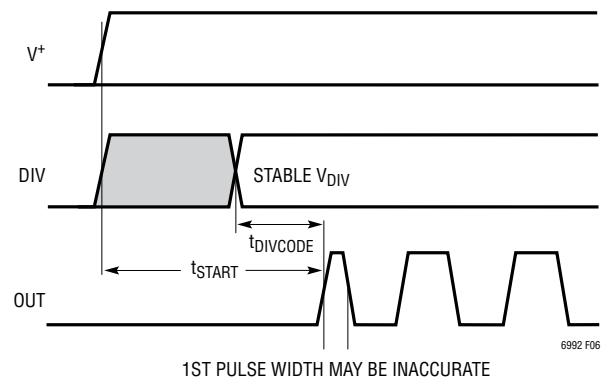 V+
DIV
STABLE VDIV
tDIVCODE
tSTART
OUT
6992 F06
1ST PULSE WIDTH MAY BE INACCURATE